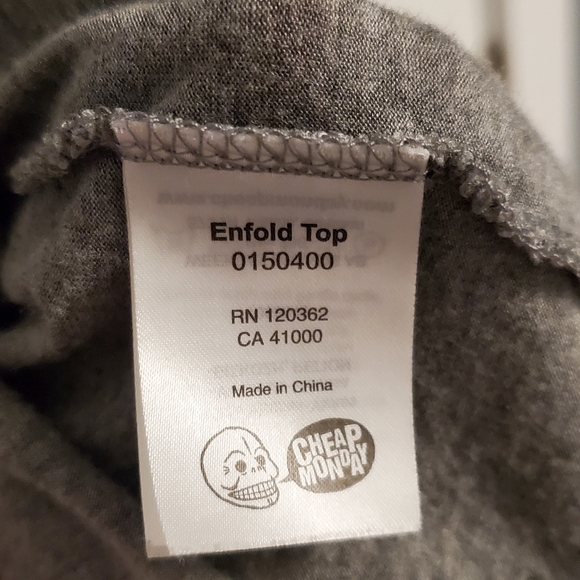 Enfold Top
0150400
RN 120362
CA 41000
Made in China
CHEAP
MONDAY